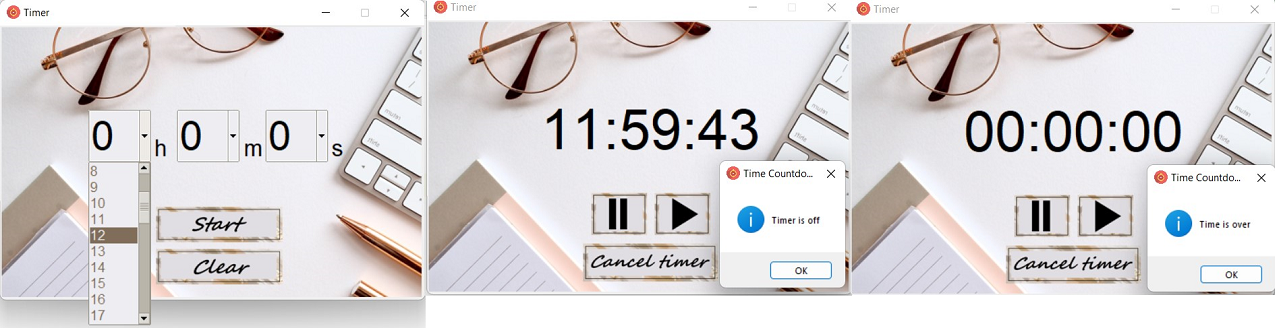 Timer
0 h 0 m 0 s
8
9
10
11
12
13
14
15
16
17
Start
Clear
Timer
11:59:43
Time Countdo...
Timer is off
OK
Cancel timer
Timer
00:00:00
Time Countdo...
Time is over
OK
Cancel timer